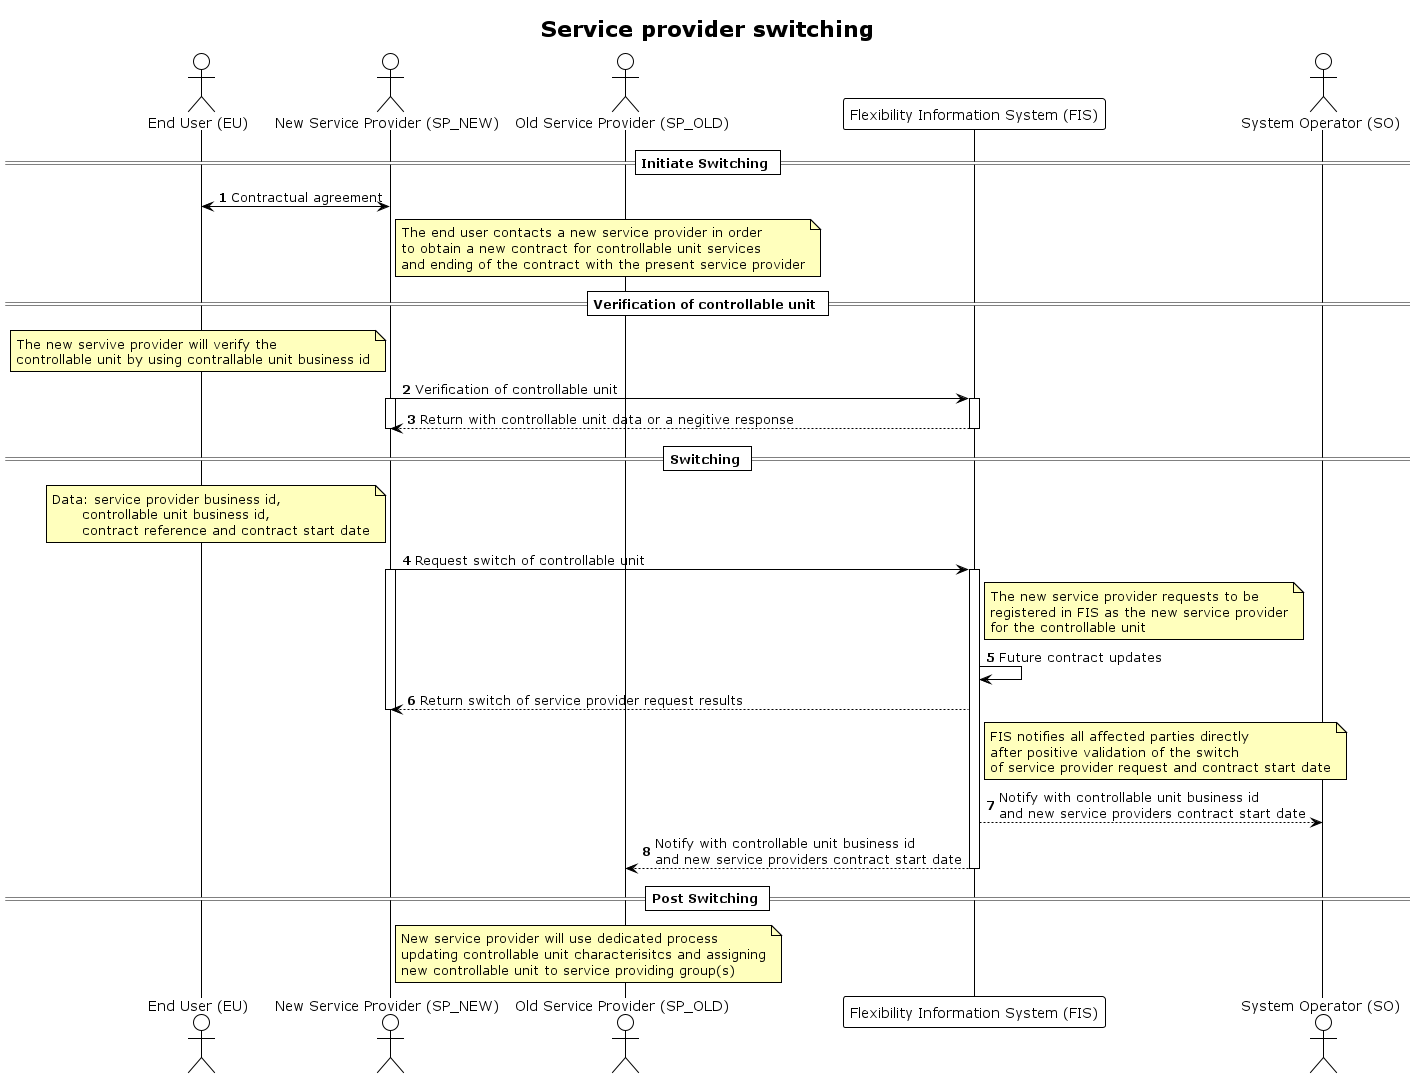 Service provider switching
End User (EU)
New Service Provider (SP_NEW)
Old Service Provider (SP_OLD)
Flexibility Information System (FIS)
System Operator (SO)
Initiate Switching
1 Contractual agreement
The end user contacts a new service provider in order
to obtain a new contract for controllable unit services
and ending of the contract with the present service provider
Verification of controllable unit
The new servive provider will verify the
controllable unit by using contrallable unit business id
2 Verification of controllable unit
3 Return with controllable unit data or a negitive response
Switching
Data: service provider business id,
controllable unit business id,
contract reference and contract start date
4 Request switch of controllable unit
The new service provider requests to be
registered in FIS as the new service provider
for the controllable unit
5 Future contract updates
6 Return switch of service provider request results
FIS notifies all affected parties directly
after positive validation of the switch
of service provider request and contract start date
7 Notify with controllable unit business id
and new service providers contract start date
8 Notify with controllable unit business id
and new service providers contract start date
Post Switching
New service provider will use dedicated process
updating controllable unit characterisitcs and assigning
new controllable unit to service providing group(s)
End User (EU)
New Service Provider (SP_NEW)
Old Service Provider (SP_OLD)
Flexibility Information System (FIS)
System Operator (SO)